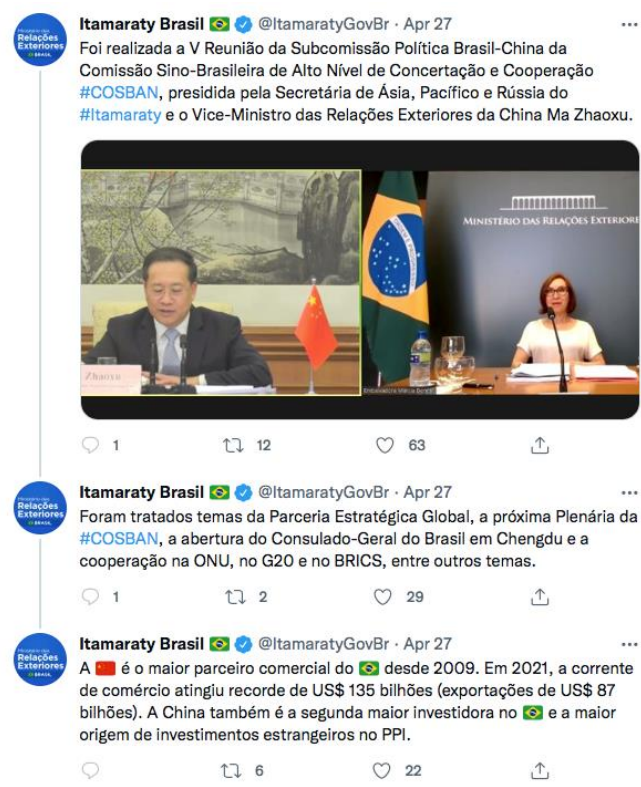 Itamaraty Brasil 🇧🇷 @ItamaratyGovBr · Apr 27
Relações
Exteriores
BRASIL
Foi realizada a V Reunião da Subcomissão Política Brasil-China da
Comissão Sino-Brasileira de Alto Nível de Concertação e Cooperação
#COSBAN, presidida pela Secretária de Ásia, Pacífico e Rússia do
#Itamaraty e o Vice-Ministro das Relações Exteriores da China Ma Zhaoxu.
MINISTÉRIO DAS RELAÇÕES EXTERIORE
Zhaoxu
1 12 63
Itamaraty Brasil 🇧🇷 @ItamaratyGovBr · Apr 27
Relações
Exteriores
BRASIL
Foram tratados temas da Parceria Estratégica Global, a próxima Plenária da
#COSBAN, a abertura do Consulado-Geral do Brasil em Chengdu e a
cooperação na ONU, no G20 e no BRICS, entre outros temas.
1 2 29
Itamaraty Brasil 🇧🇷 @ItamaratyGovBr · Apr 27
Relações
Exteriores
BRASIL
A 🇨🇳 é o maior parceiro comercial do 🇧🇷 desde 2009. Em 2021, a corrente
de comércio atingiu recorde de US$ 135 bilhões (exportações de US$ 87
bilhões). A China também é a segunda maior investidora no 🇧🇷 e a maior
origem de investimentos estrangeiros no PPI.
6 22